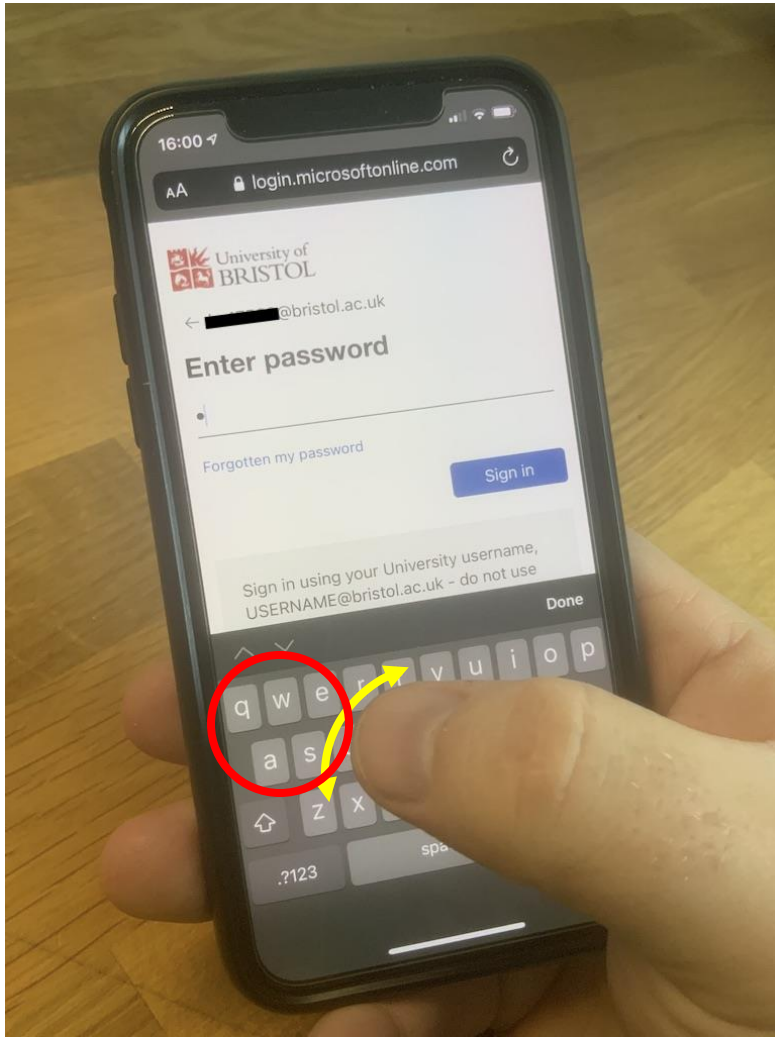 16:00
AA login.microsoftonline.com
University of
BRISTOL
@bristol.ac.uk
Enter password
Forgotten my password
Sign in
Sign in using your University username,
USERNAME@bristol.ac.uk - do not use
Done
q w e r y u i o p
a s
z x
.?123